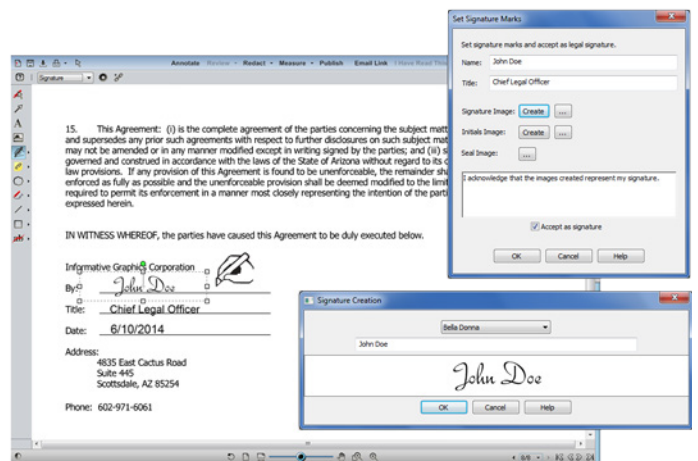 Annotate Review Redact Measure Publish Email Link I Have Read This
Signature
15. This Agreement: (i) is the complete agreement of the parties concerning the subject matt
and supersedes any prior such agreements with respect to further disclosures on such subject mat
may not be amended or in any manner modified except in writing signed by the parties; and (iii) s
governed and construed in accordance with the laws of the State of Arizona without regard to its c
law provisions. If any provision of this Agreement is found to be unenforceable, the remainder sha
enforced as fully as possible and the unenforceable provision shall be deemed modified to the limit
required to permit its enforcement in a manner most closely representing the intention of the parti
expressed herein.
IN WITNESS WHEREOF, the parties have caused this Agreement to be duly executed below.
Informative Graphics Corporation
By: John Doe
Title: Chief Legal Officer
Date: 6/10/2014
Address:
4835 East Cactus Road
Suite 445
Scottsdale, AZ 85254
Phone: 602-971-6061
Set Signature Marks
Set signature marks and accept as legal signature.
Name: John Doe
Title: Chief Legal Officer
Signature Image: Create ...
Initials Image: Create ...
Seal Image: ...
I acknowledge that the images created represent my signature.
Accept as signature
OK Cancel Help
Signature Creation
Bella Donna
John Doe
John Doe
OK Cancel Help